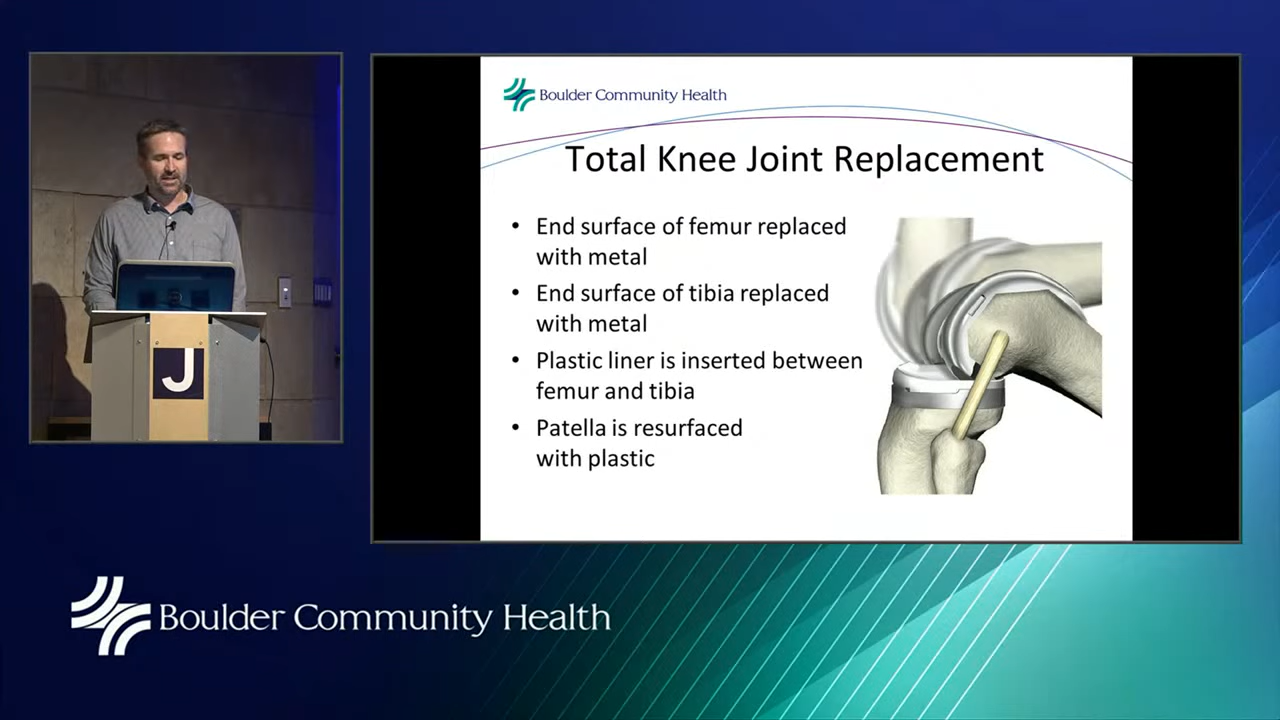 J
Boulder Community Health
Total Knee Joint Replacement
• End surface of femur replaced
with metal
• End surface of tibia replaced
with metal
• Plastic liner is inserted between
femur and tibia
• Patella is resurfaced
with plastic
Boulder Community Health